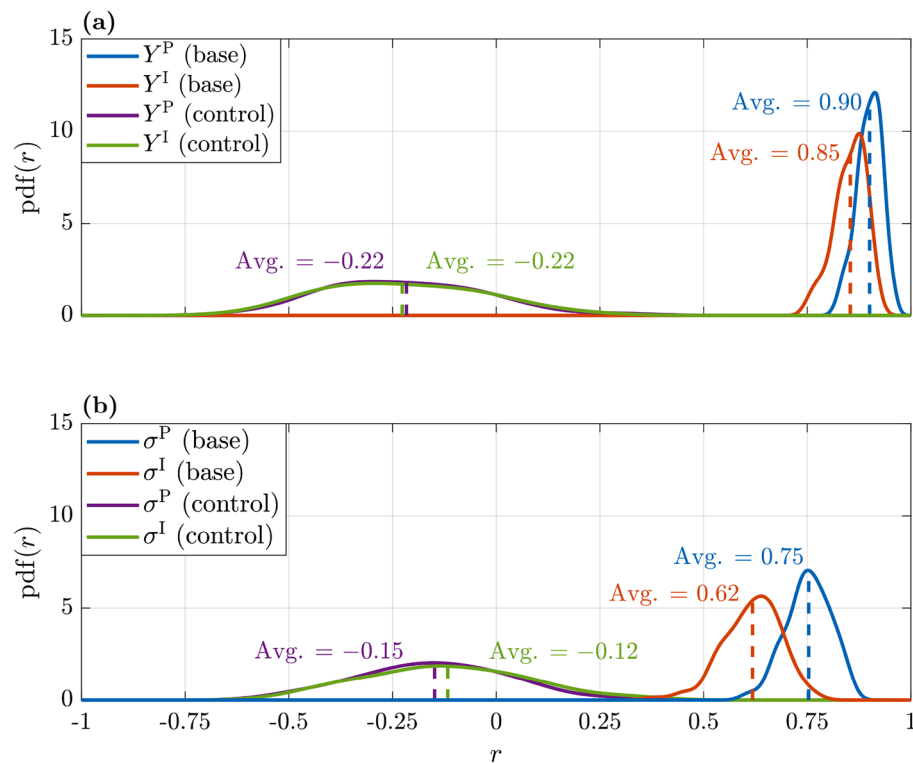 (a)
15
10
5
0
pdf(r)
Y^P (base)
Y^I (base)
Y^P (control)
Y^I (control)
Avg. = 0.90
Avg. = 0.85
Avg. = −0.22
Avg. = −0.22
(b)
15
10
5
0
pdf(r)
σ^P (base)
σ^I (base)
σ^P (control)
σ^I (control)
Avg. = 0.75
Avg. = 0.62
Avg. = −0.15
Avg. = −0.12
-1 -0.75 -0.5 -0.25 0 0.25 0.5 0.75 1
r